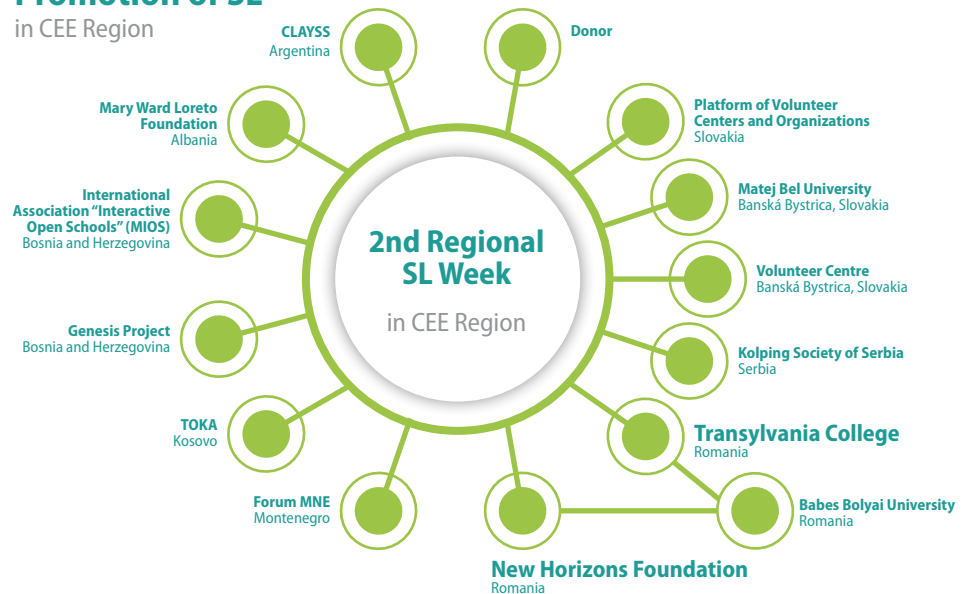 Promotion of SL
in CEE Region
CLAYSS
Argentina
Donor
Mary Ward Loreto
Foundation
Albania
Platform of Volunteer
Centers and Organizations
Slovakia
International
Association “Interactive
Open Schools” (MIOS)
Bosnia and Herzegovina
Matej Bel University
Banská Bystrica, Slovakia
2nd Regional
SL Week
in CEE Region
Volunteer Centre
Banská Bystrica, Slovakia
Genesis Project
Bosnia and Herzegovina
Kolping Society of Serbia
Serbia
TOKA
Kosovo
Transylvania College
Romania
Forum MNE
Montenegro
Babes Bolyai University
Romania
New Horizons Foundation
Romania